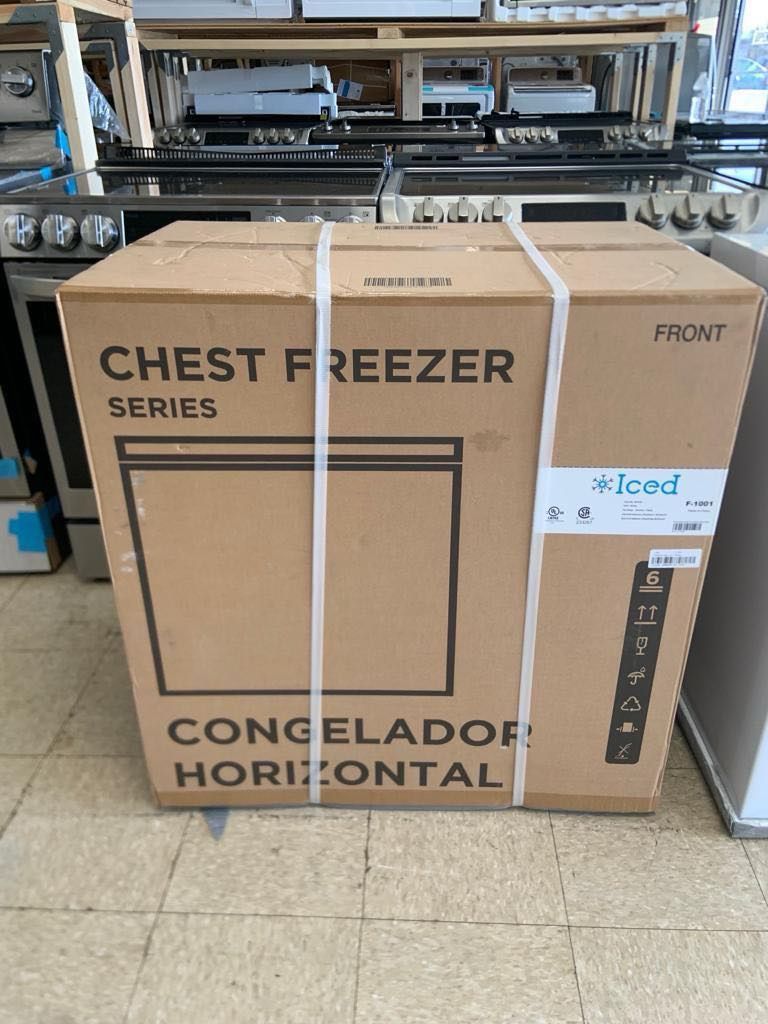 FRONT
CHEST FREEZER
SERIES
Iced
F-1001
6
CONGELADOR
HORIZONTAL